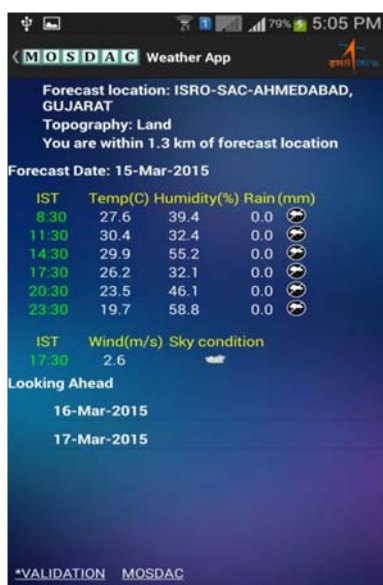 79% 5:05 PM
MOSDAC Weather App
Forecast location: ISRO-SAC-AHMEDABAD,
GUJARAT
Topography: Land
You are within 1.3 km of forecast location
Forecast Date: 15-Mar-2015
IST Temp(C) Humidity(%) Rain (mm)
8:30 27.6 39.4 0.0
11:30 30.4 32.4 0.0
14:30 29.9 55.2 0.0
17:30 26.2 32.1 0.0
20:30 23.5 46.1 0.0
23:30 19.7 58.8 0.0
IST Wind(m/s) Sky condition
17:30 2.6
Looking Ahead
16-Mar-2015
17-Mar-2015
*VALIDATION MOSDAC